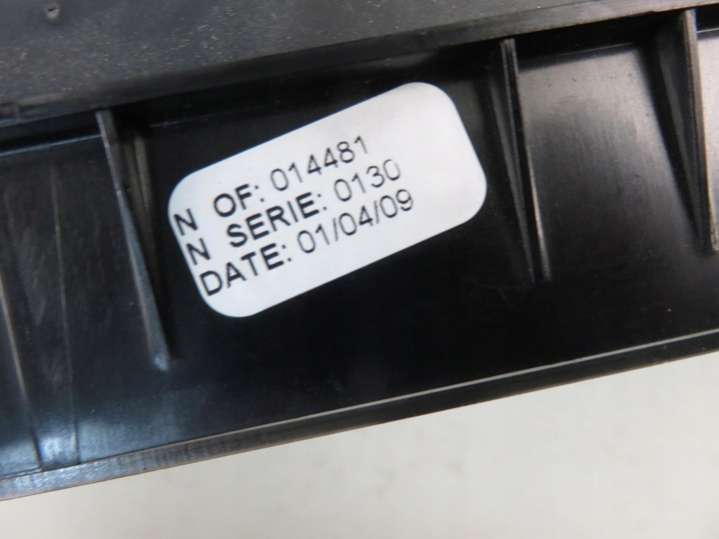 N OF: 014481
N SERIE: 0130
DATE: 01/04/09